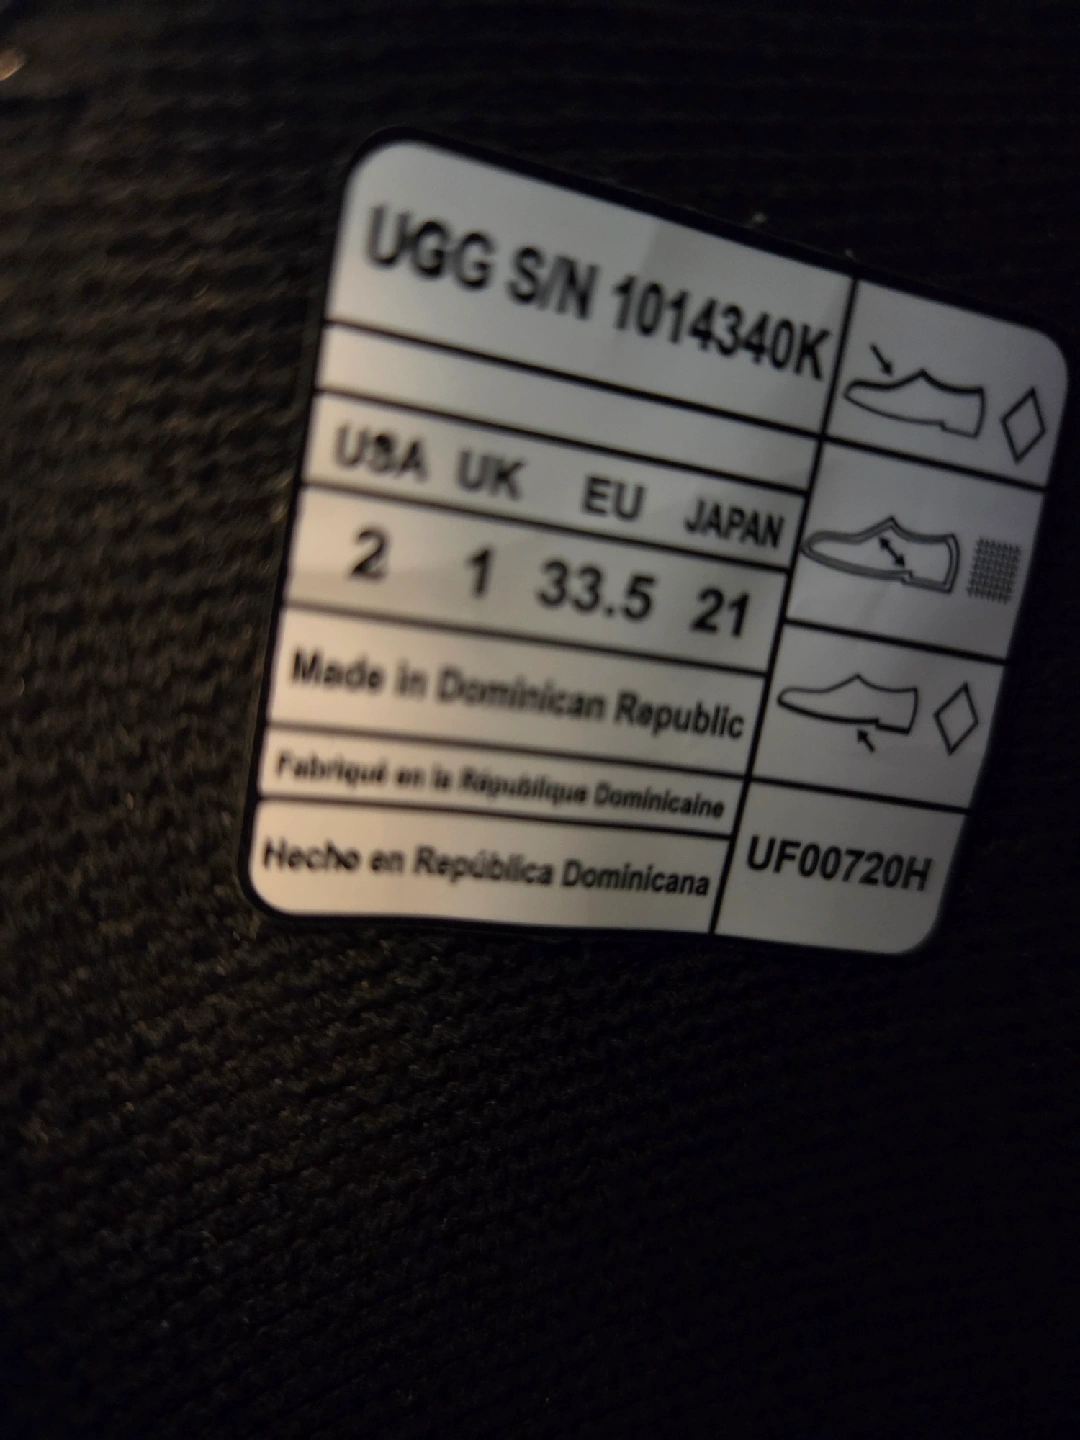 UGG S/N 1014340K
USA UK EU JAPAN
2 1 33.5 21
Made in Dominican Republic
Fabriqué en la République Dominicaine
Hecho en República Dominicana
UF00720H